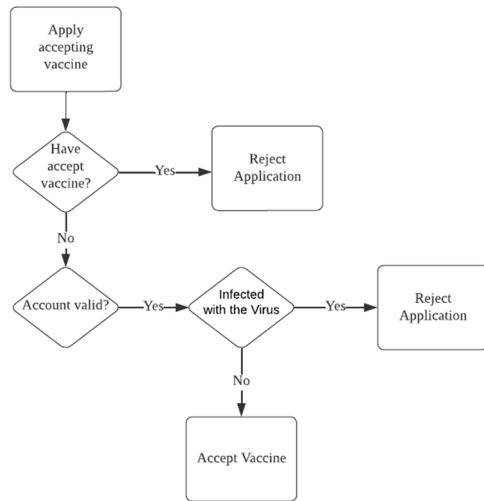 Apply
accepting
vaccine
Have
accept
vaccine?
Yes
Reject
Application
No
Account valid?
Yes
Infected
with the Virus
Yes
Reject
Application
No
Accept Vaccine